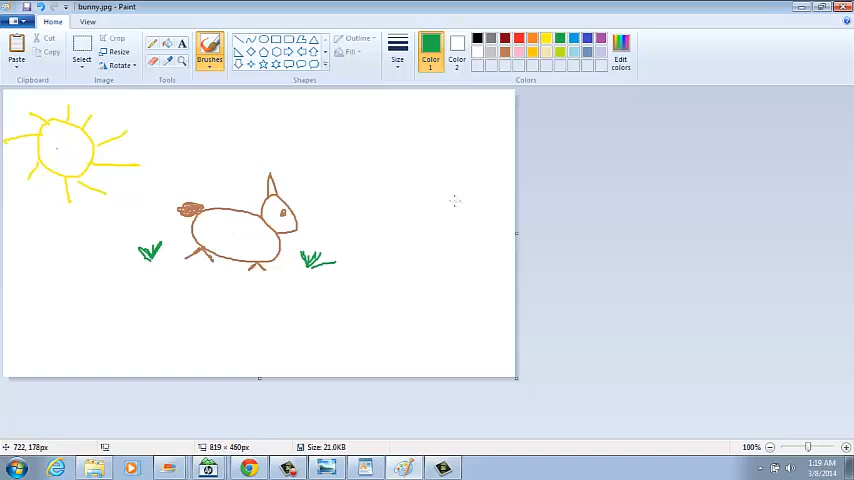 bunny.jpg - Paint
Home View
Paste
Cut
Copy
Clipboard
Select
Crop
Resize
Rotate
Image
A
Tools
Brushes
Outline
Fill
Shapes
Size
Color 1
Color 2
Edit colors
Colors
722, 178px
819 × 460px
Size: 21.0KB
100%
1:19 AM
3/8/2014